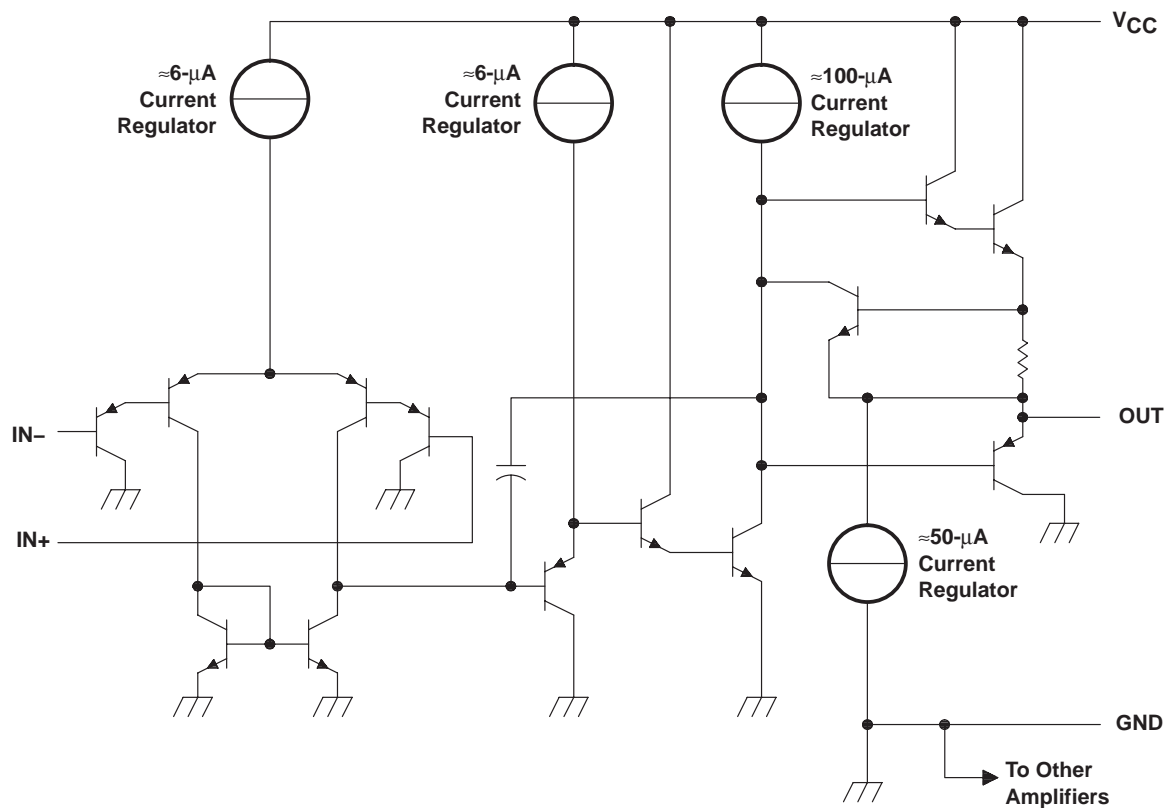 VCC
≈6-µA
Current
Regulator
≈6-µA
Current
Regulator
≈100-µA
Current
Regulator
OUT
IN−
IN+
≈50-µA
Current
Regulator
GND
To Other
Amplifiers